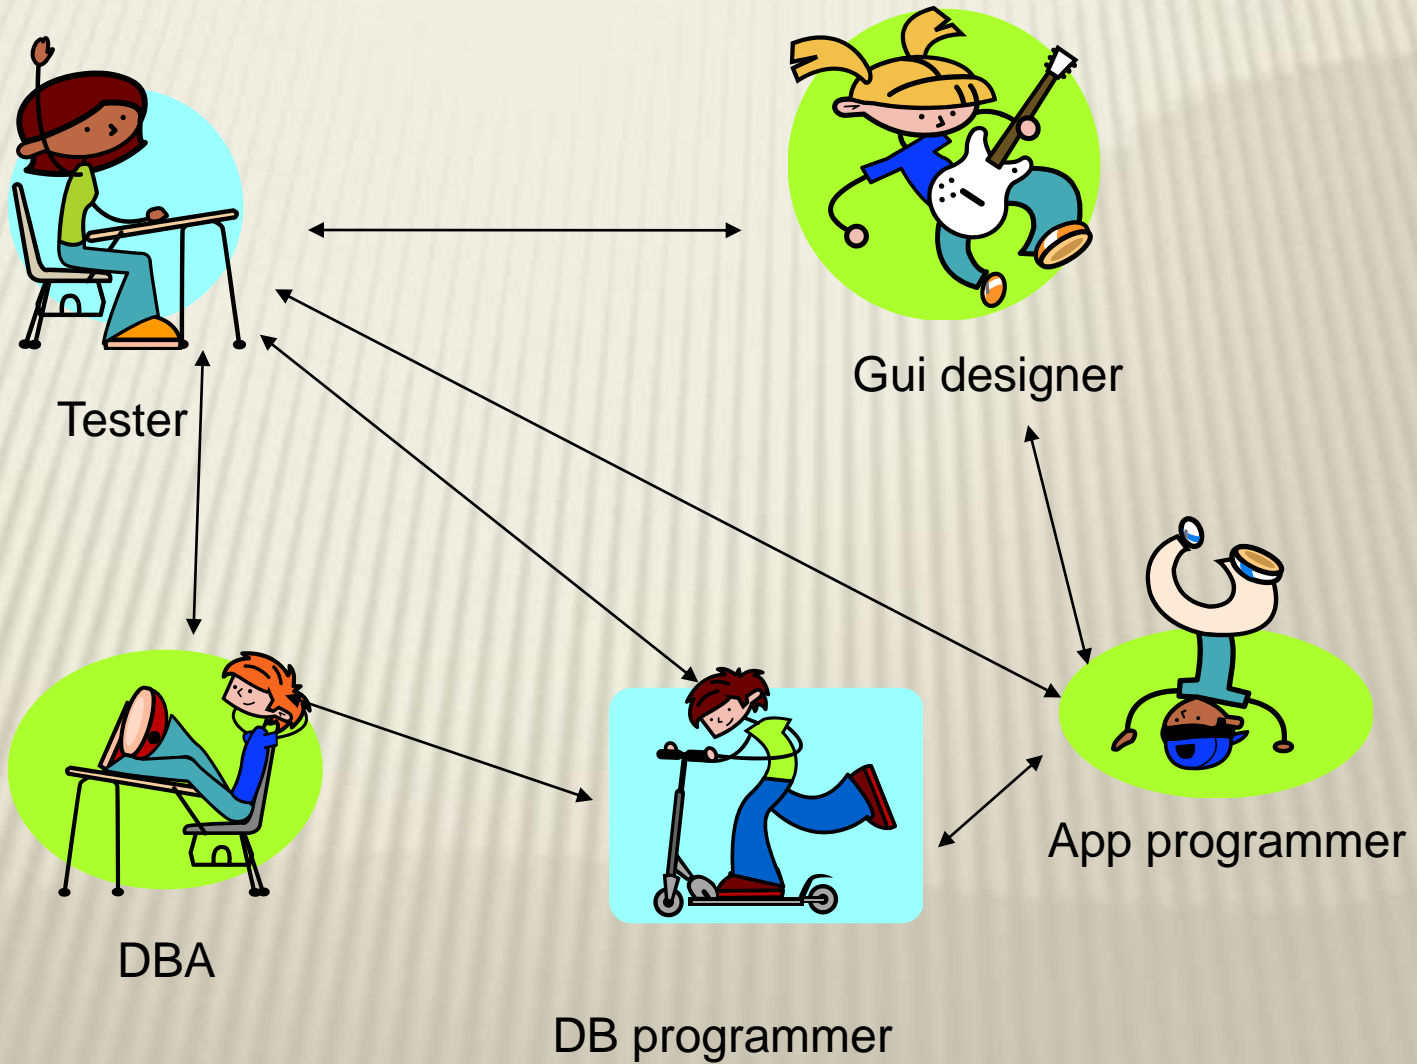 Gui designer
Tester
App programmer
DBA
DB programmer